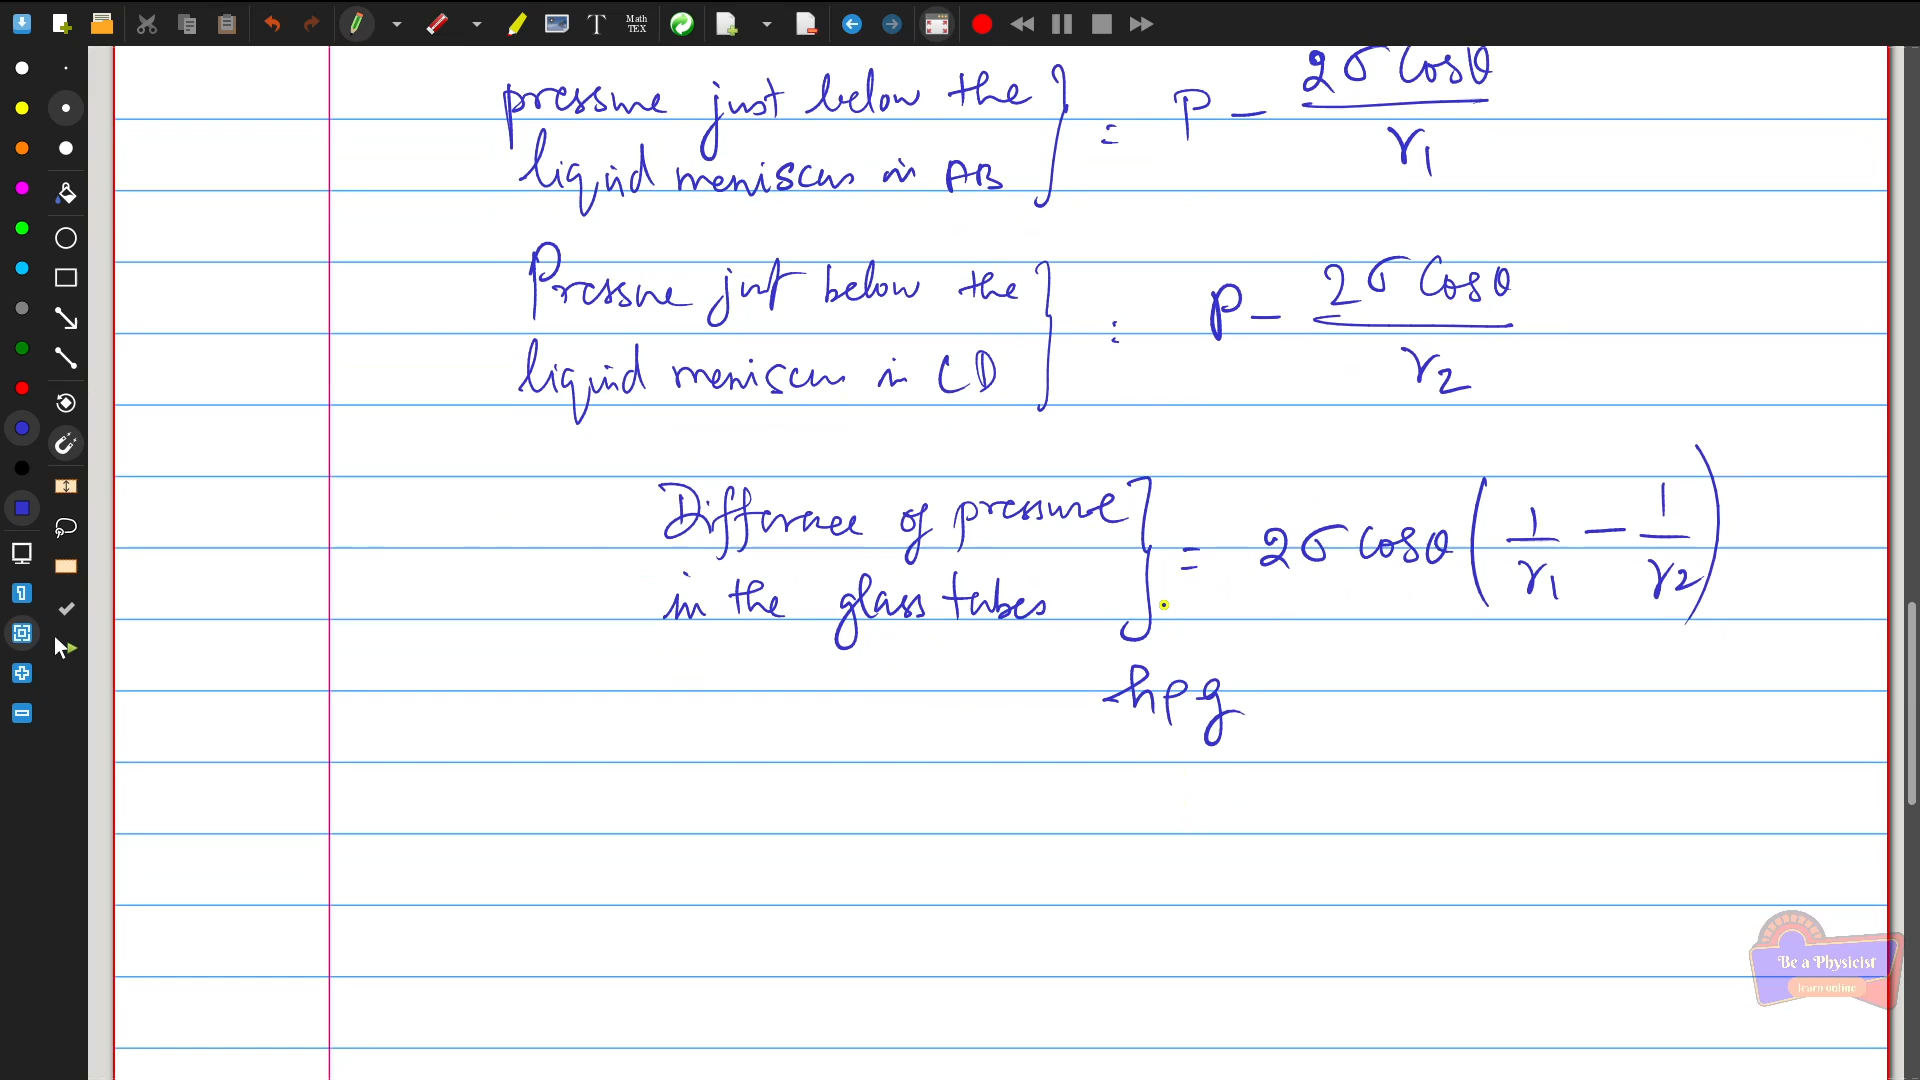 Math
TEX
pressure just below the
liquid meniscus in AB } = P - 2σ Cosθ / r1
Pressure just below the
liquid meniscus in CD } = P - 2σ Cosθ / r2
Difference of pressure
in the glass tubes } = 2σ cosθ ( 1/r1 - 1/r2 )
hρg
Be a Physicist
learn online